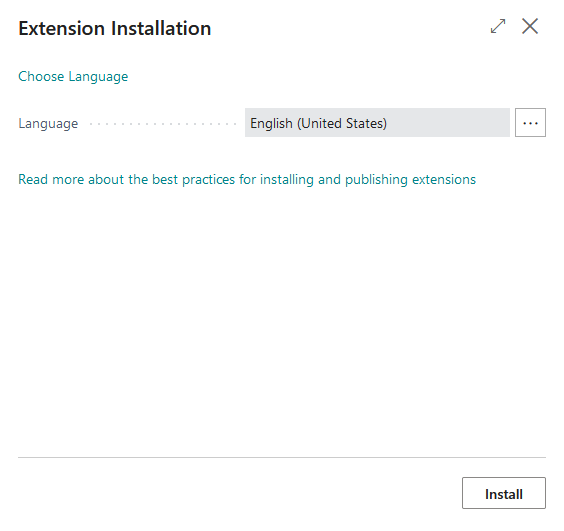 Extension Installation
Choose Language
Language
English (United States)
...
Read more about the best practices for installing and publishing extensions
Install